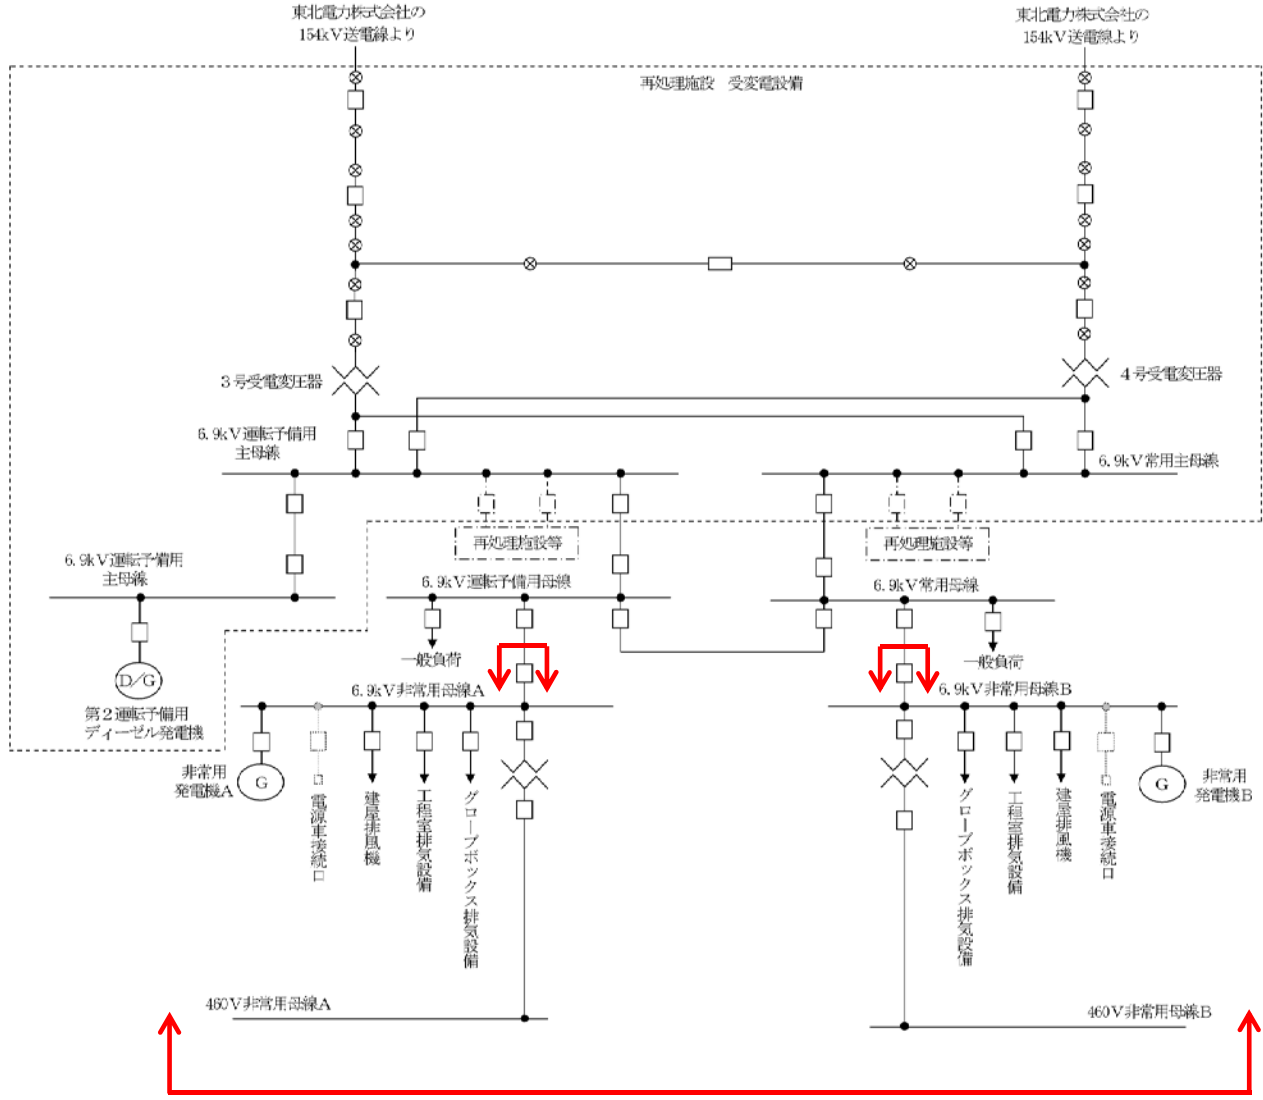 東北電力株式会社の
154kV送電線より
東北電力株式会社の
154kV送電線より
再処理施設 受変電設備
3号受電変圧器
4号受電変圧器
6.9kV運転予備用
主母線
6.9kV常用主母線
再処理施設等
再処理施設等
6.9kV運転予備用
主母線
6.9kV運転予備用母線
6.9kV常用母線
一般負荷
一般負荷
D/G
第2運転予備用
ディーゼル発電機
6.9kV非常用母線A
6.9kV非常用母線B
非常用
発電機A
G
電源車接続口
建屋排風機
工程室排気設備
グローブボックス排気設備
グローブボックス排気設備
工程室排気設備
建屋排風機
電源車接続口
G
非常用
発電機B
460V非常用母線A
460V非常用母線B